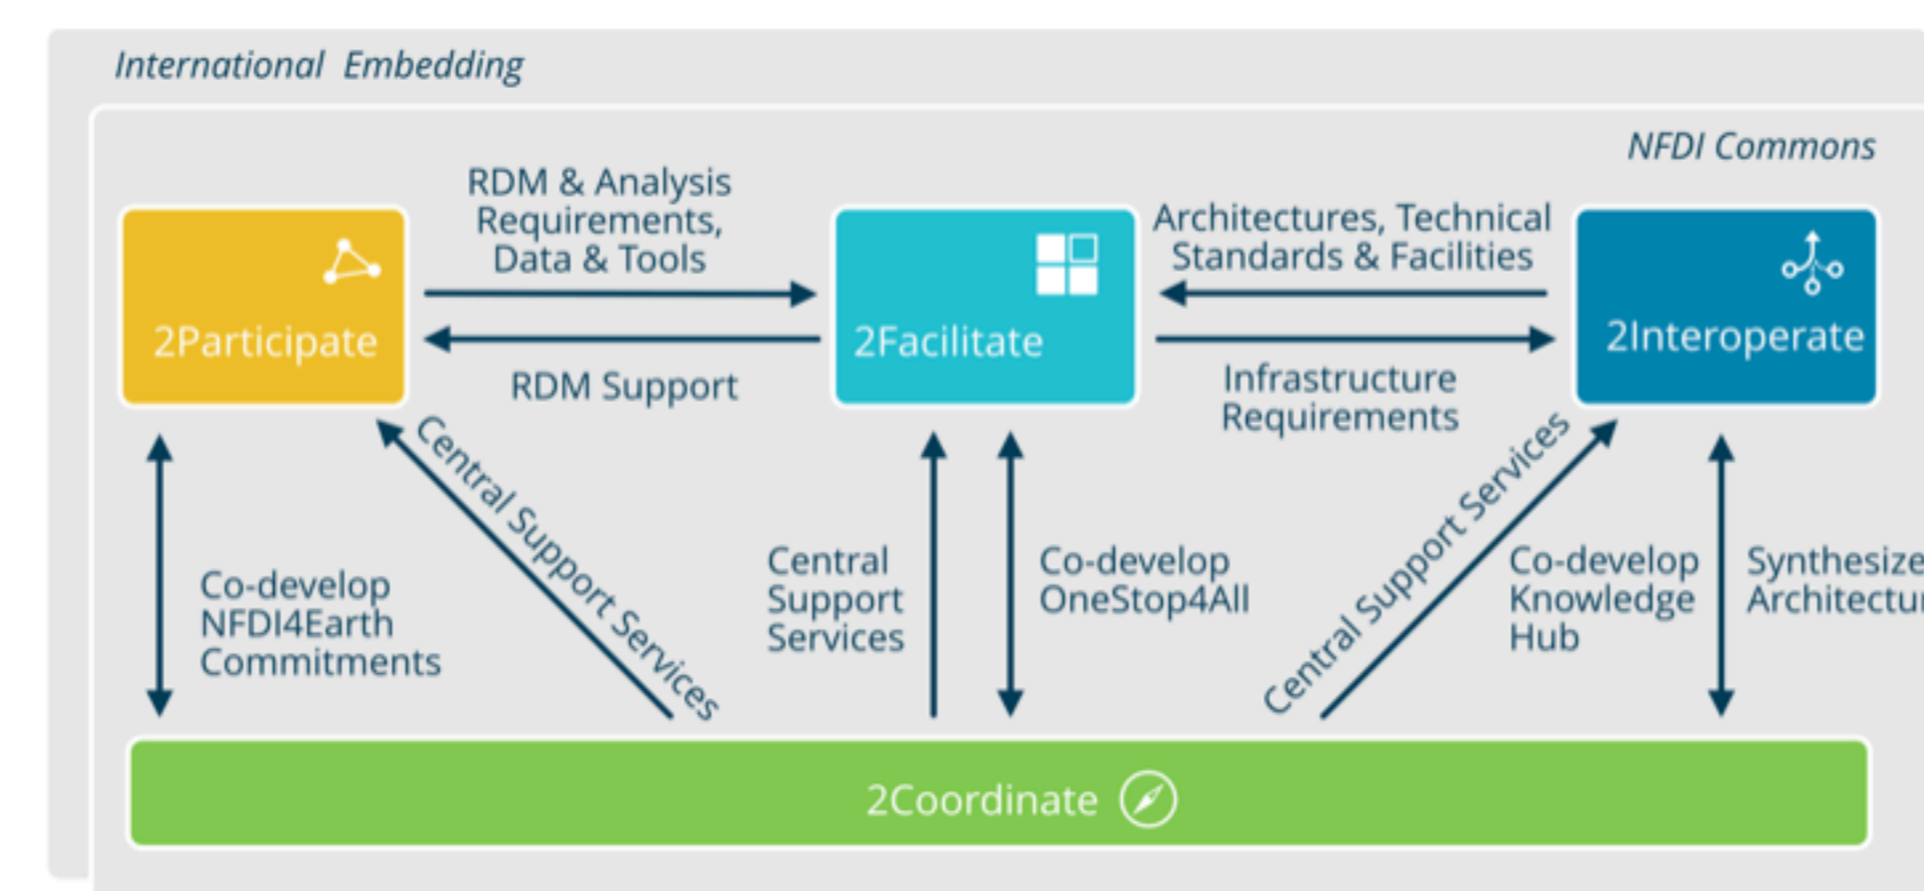 International Embedding
NFDI Commons
RDM & Analysis
Requirements,
Data & Tools
Architectures, Technical
Standards & Facilities
2Participate
2Facilitate
2Interoperate
RDM Support
Infrastructure
Requirements
Central Support Services
Central Support Services
Co-develop
NFDI4Earth
Commitments
Central
Support
Services
Co-develop
OneStop4All
Co-develop
Knowledge
Hub
Synthesize
2Coordinate